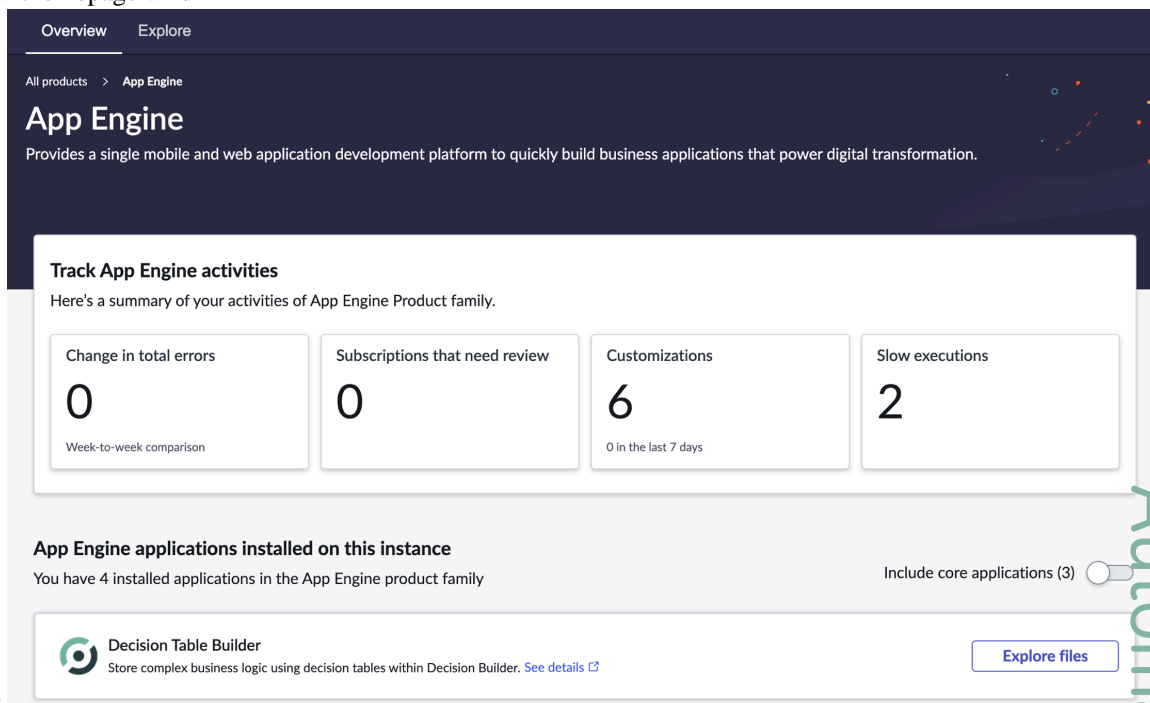 Overview Explore
All products > App Engine
App Engine
Provides a single mobile and web application development platform to quickly build business applications that power digital transformation.
Track App Engine activities
Here's a summary of your activities of App Engine Product family.
Change in total errors
0
Week-to-week comparison
Subscriptions that need review
0
Customizations
6
0 in the last 7 days
Slow executions
2
App Engine applications installed on this instance
You have 4 installed applications in the App Engine product family
Include core applications (3)
Decision Table Builder
Store complex business logic using decision tables within Decision Builder. See details
Explore files